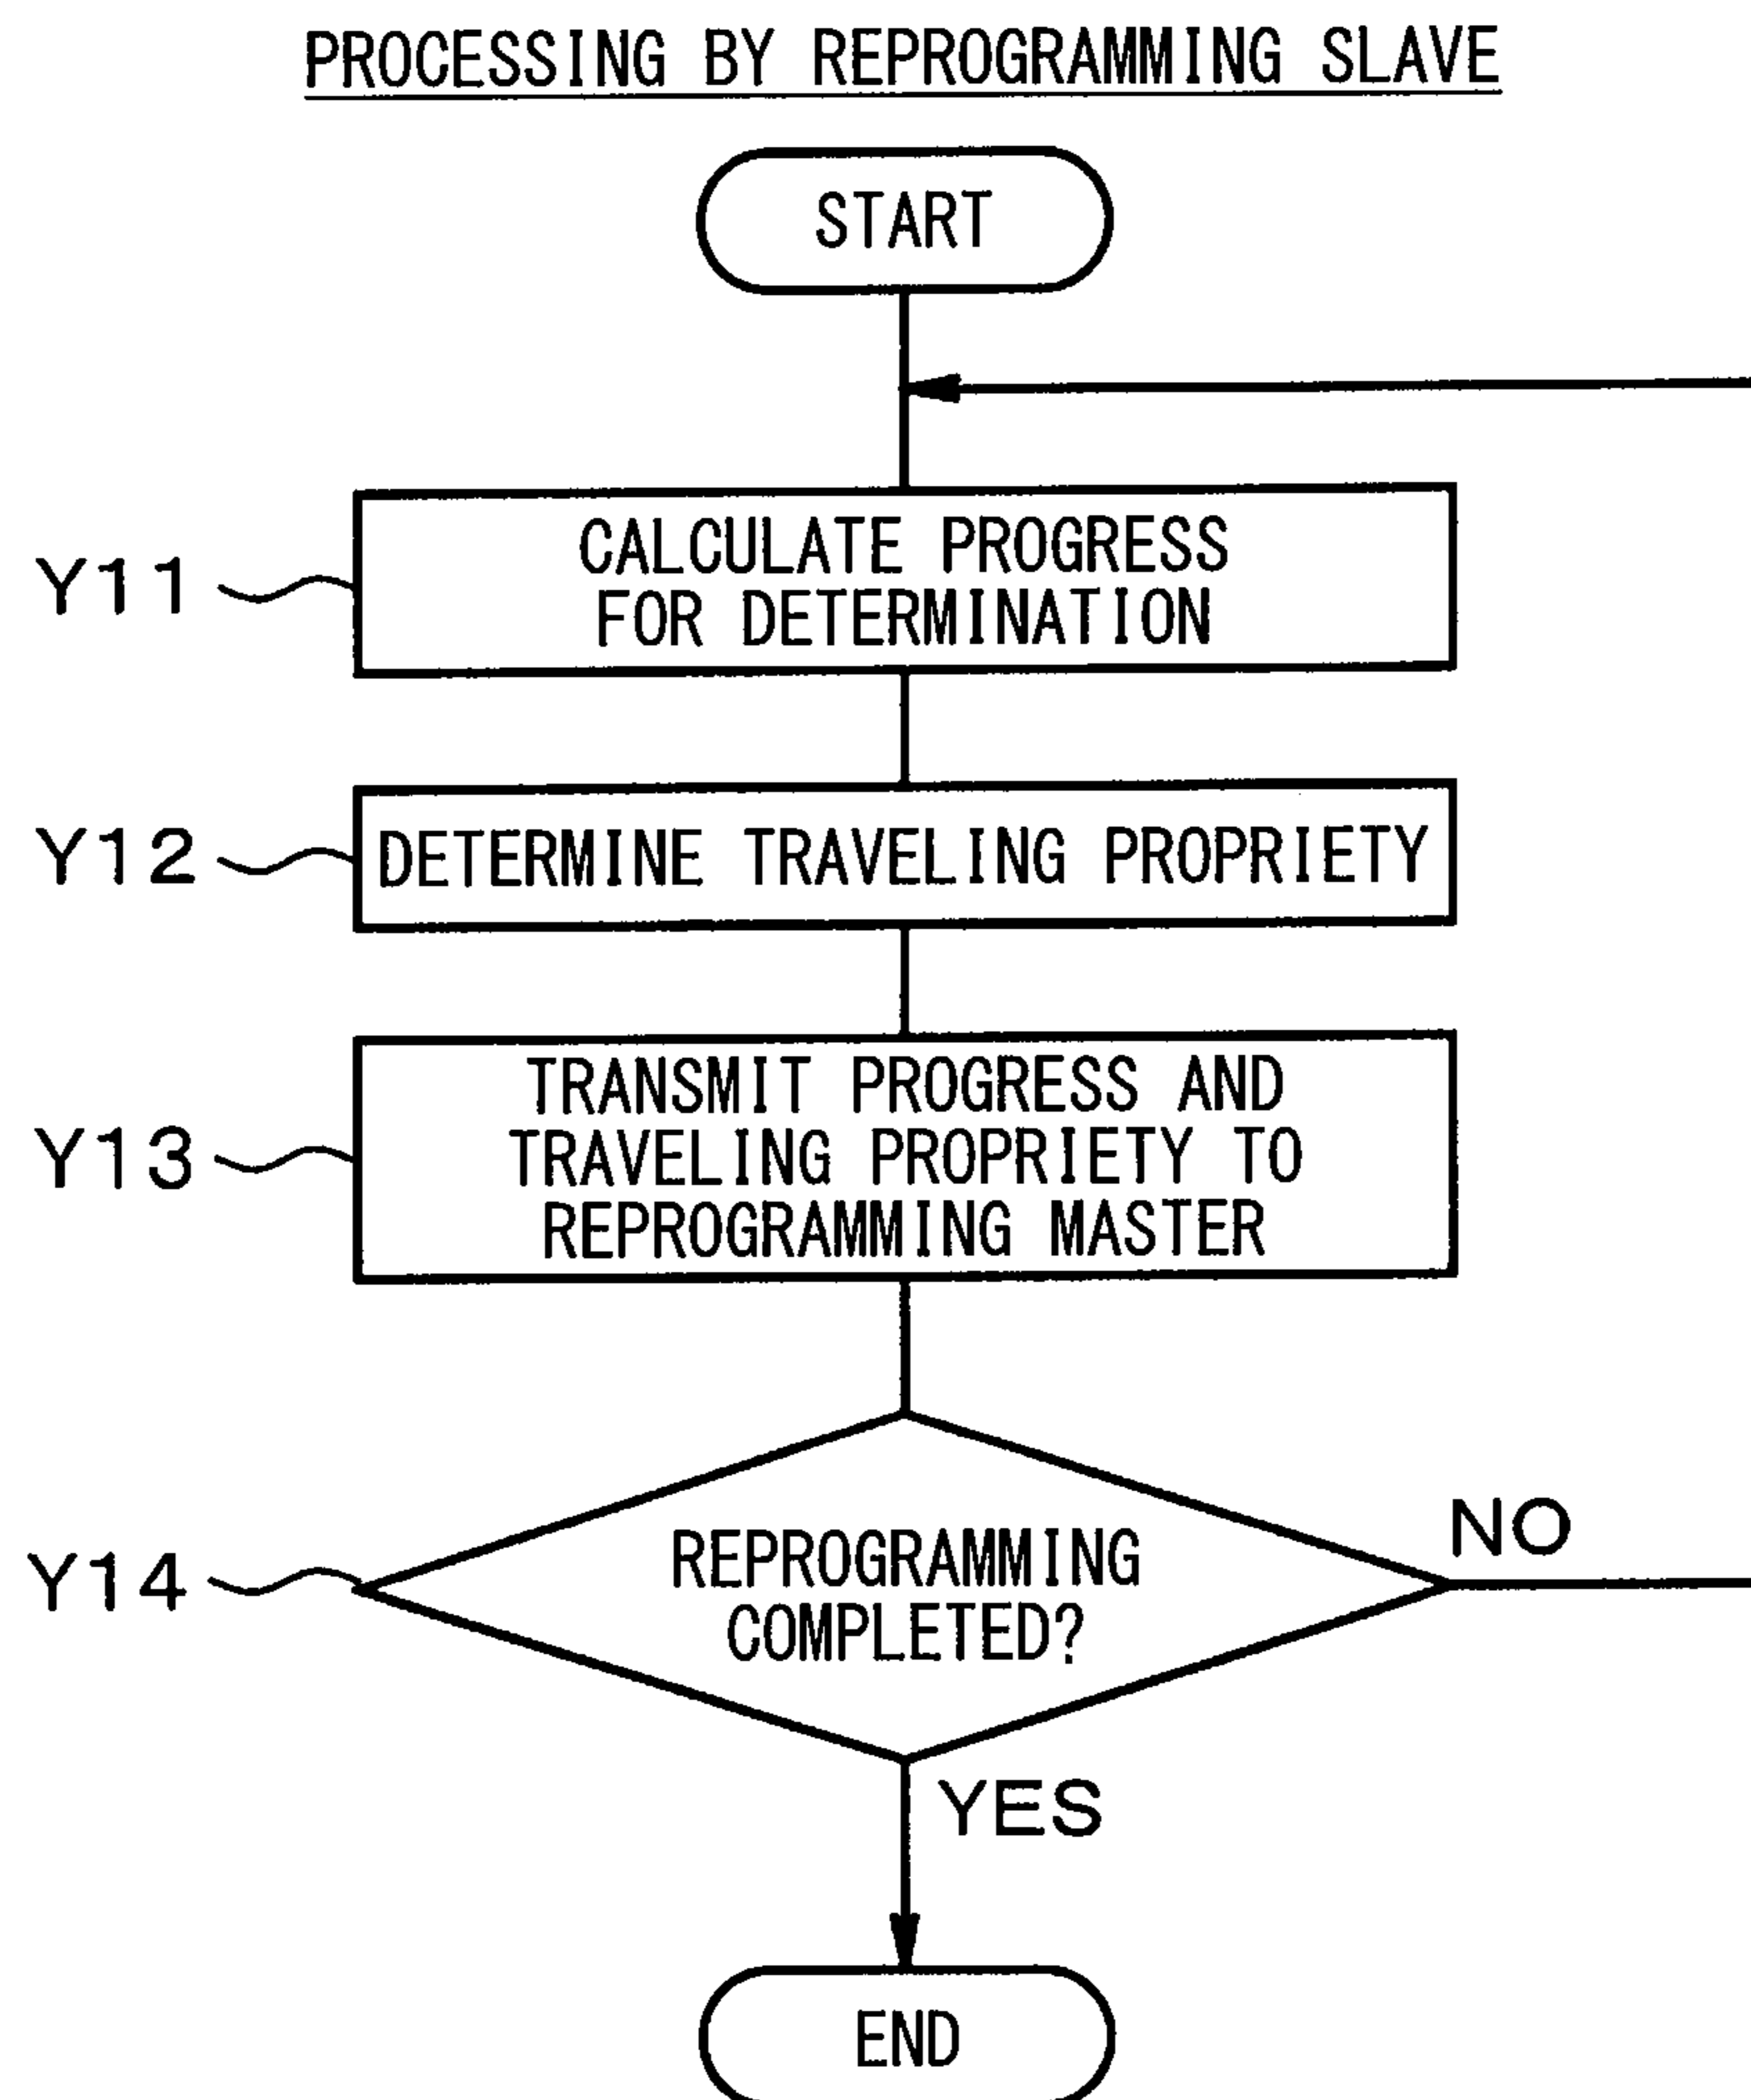 PROCESSING BY REPROGRAMMING SLAVE
START
Y11
CALCULATE PROGRESS
FOR DETERMINATION
Y12
DETERMINE TRAVELING PROPRIETY
Y13
TRANSMIT PROGRESS AND
TRAVELING PROPRIETY TO
REPROGRAMMING MASTER
Y14
REPROGRAMMING
COMPLETED?
NO
YES
END